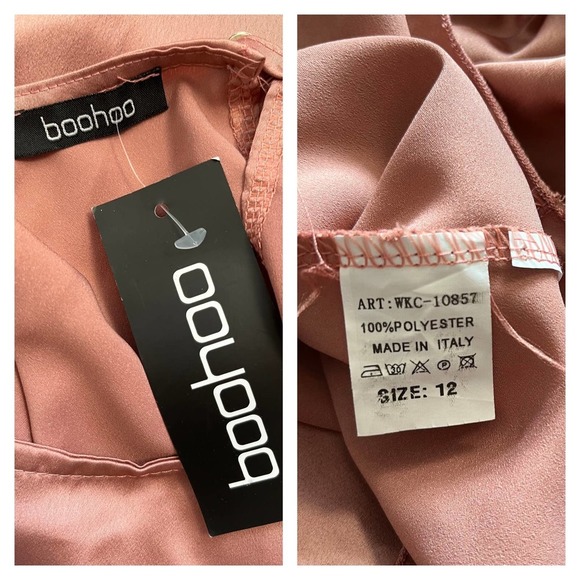 boohoo
boohoo
ART:WKC-10857
100%POLYESTER
MADE IN ITALY
SIZE: 12